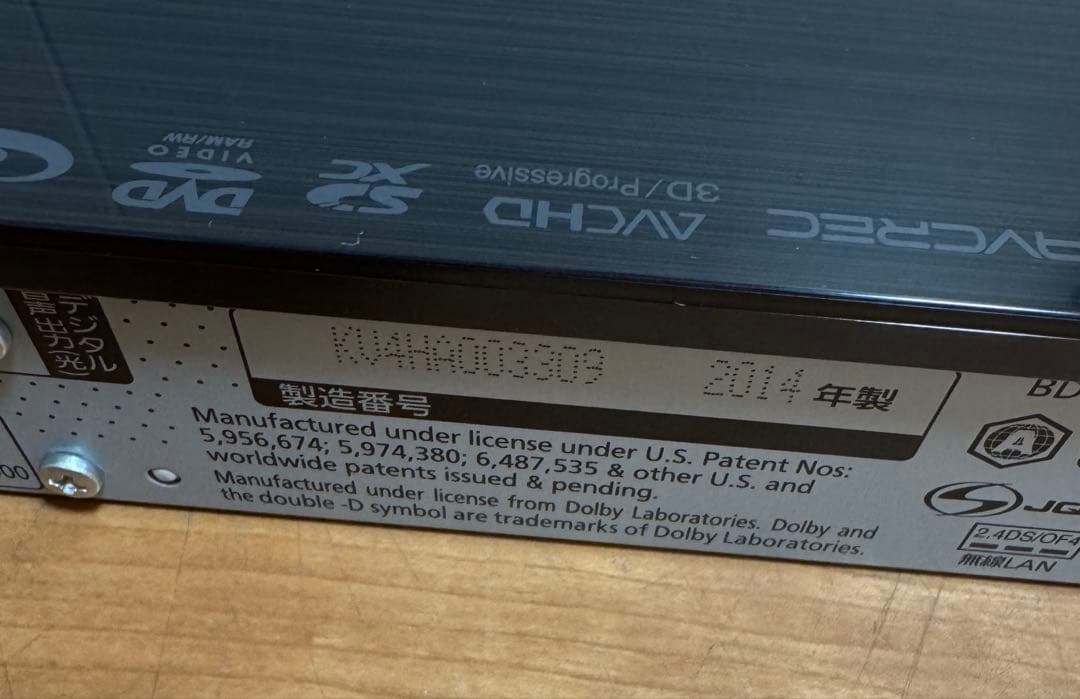 VIDEO
RAM/RW
DVD
SD
XC
3D/Progressive
AVCHD
AVCREC
デジタル
音声出力
(光)
KV4HA003309
2014 年製
製造番号
Manufactured under license under U.S. Patent Nos:
5,956,674; 5,974,380; 6,487,535 & other U.S. and
worldwide patents issued & pending.
Manufactured under license from Dolby Laboratories. Dolby and
the double -D symbol are trademarks of Dolby Laboratories.
00
BD
A
2.4DS/OF4
無線LAN